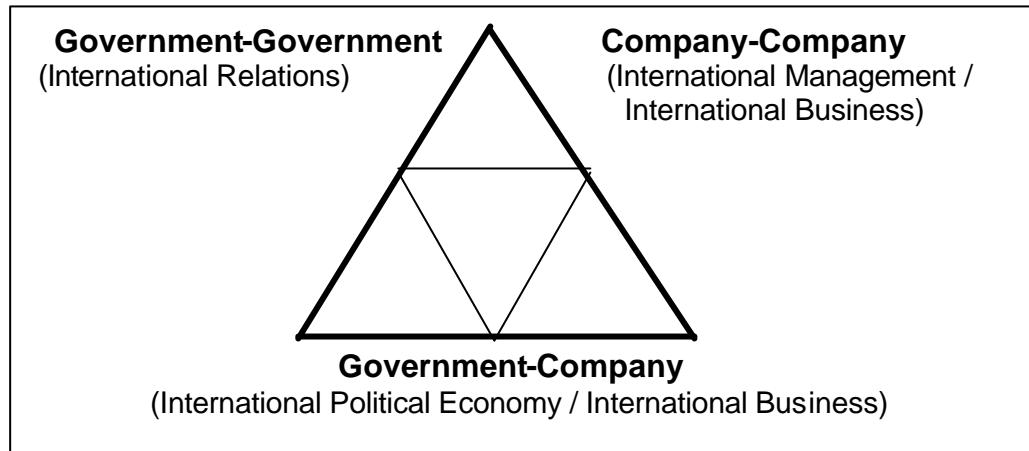 Government-Government
(International Relations)
Company-Company
(International Management /
International Business)
Government-Company
(International Political Economy / International Business)